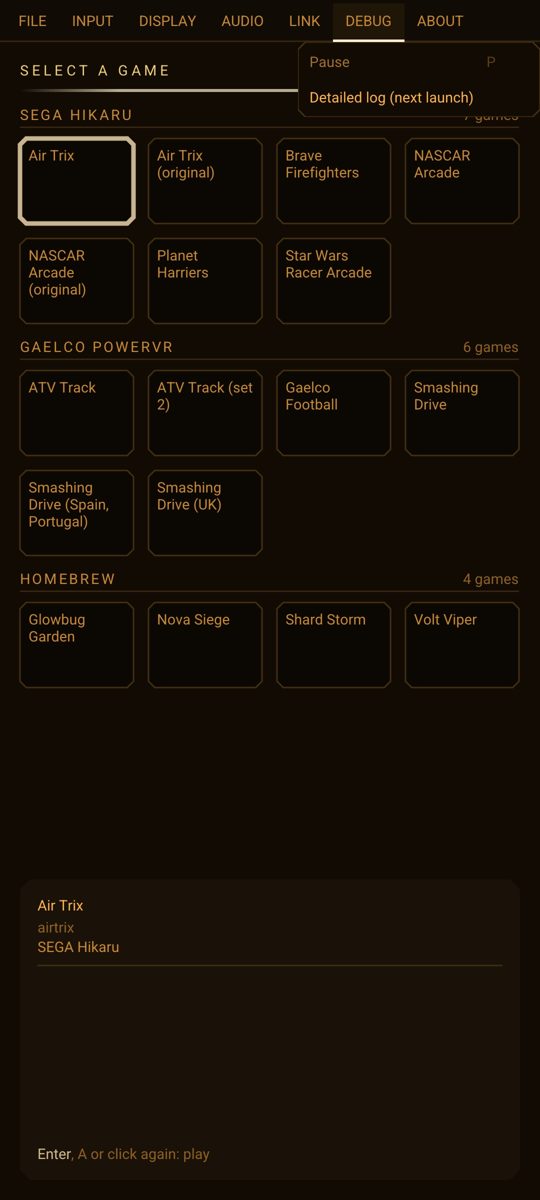 FILE INPUT DISPLAY AUDIO LINK DEBUG ABOUT
Pause P
Detailed log (next launch)
SELECT A GAME
SEGA HIKARU 7 games
Air Trix
Air Trix
(original)
Brave
Firefighters
NASCAR
Arcade
NASCAR
Arcade
(original)
Planet
Harriers
Star Wars
Racer Arcade
GAELCO POWERVR 6 games
ATV Track
ATV Track (set
2)
Gaelco
Football
Smashing
Drive
Smashing
Drive (Spain,
Portugal)
Smashing
Drive (UK)
HOMEBREW 4 games
Glowbug
Garden
Nova Siege
Shard Storm
Volt Viper
Air Trix
airtrix
SEGA Hikaru
Enter, A or click again: play